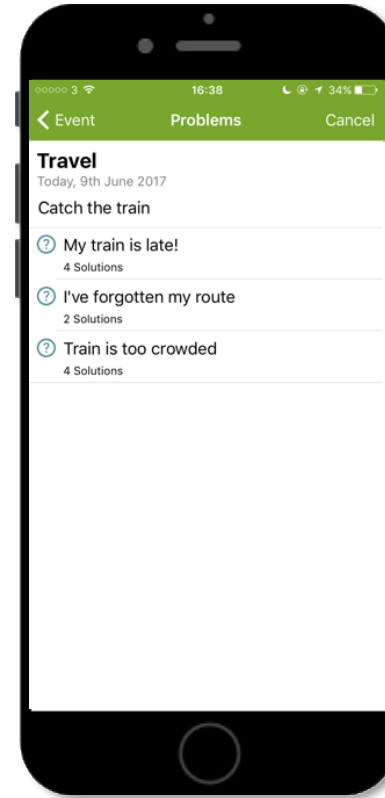 3 16:38 34%
Event Problems Cancel
Travel
Today, 9th June 2017
Catch the train
? My train is late!
4 Solutions
? I've forgotten my route
2 Solutions
? Train is too crowded
4 Solutions